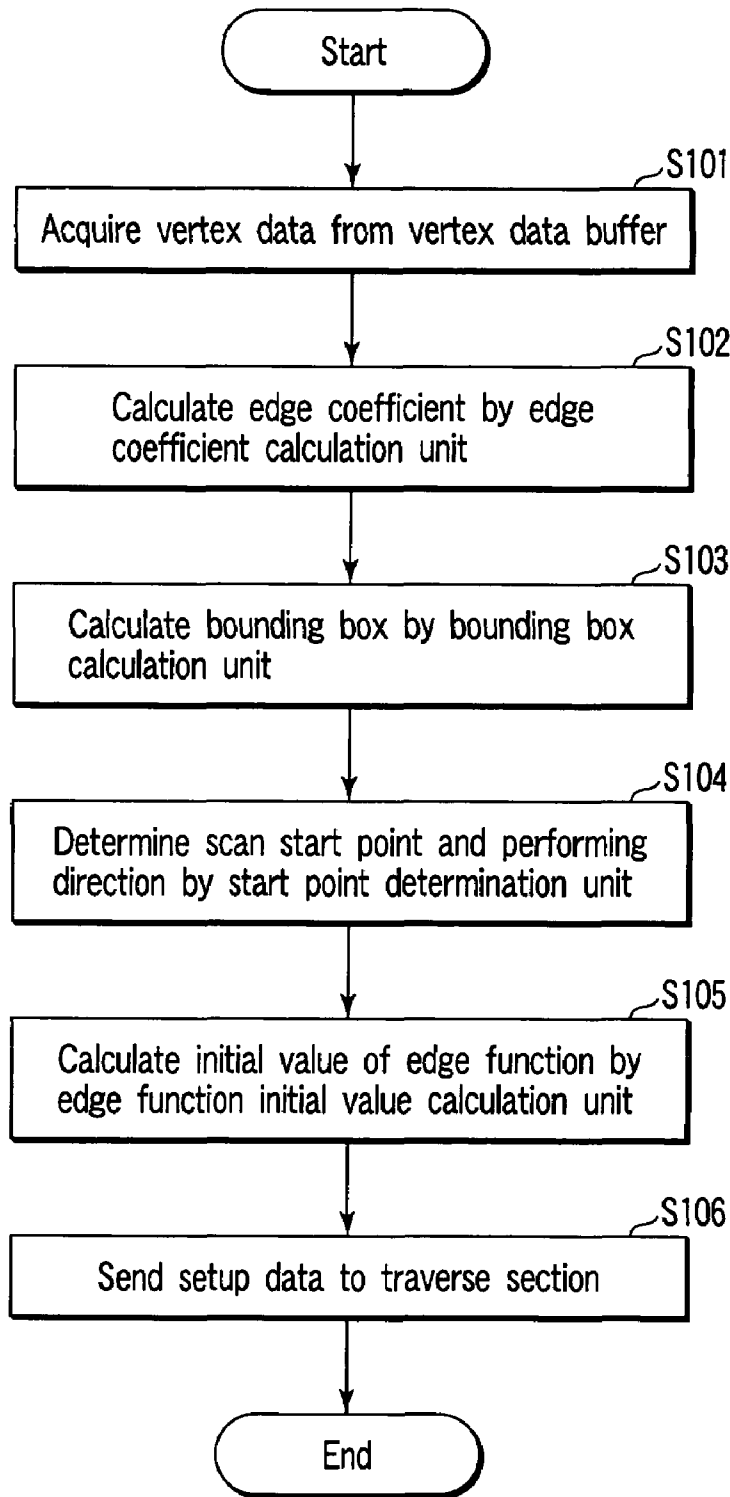 Start
S101
Acquire vertex data from vertex data buffer
S102
Calculate edge coefficient by edge
coefficient calculation unit
S103
Calculate bounding box by bounding box
calculation unit
S104
Determine scan start point and performing
direction by start point determination unit
S105
Calculate initial value of edge function by
edge function initial value calculation unit
S106
Send setup data to traverse section
End